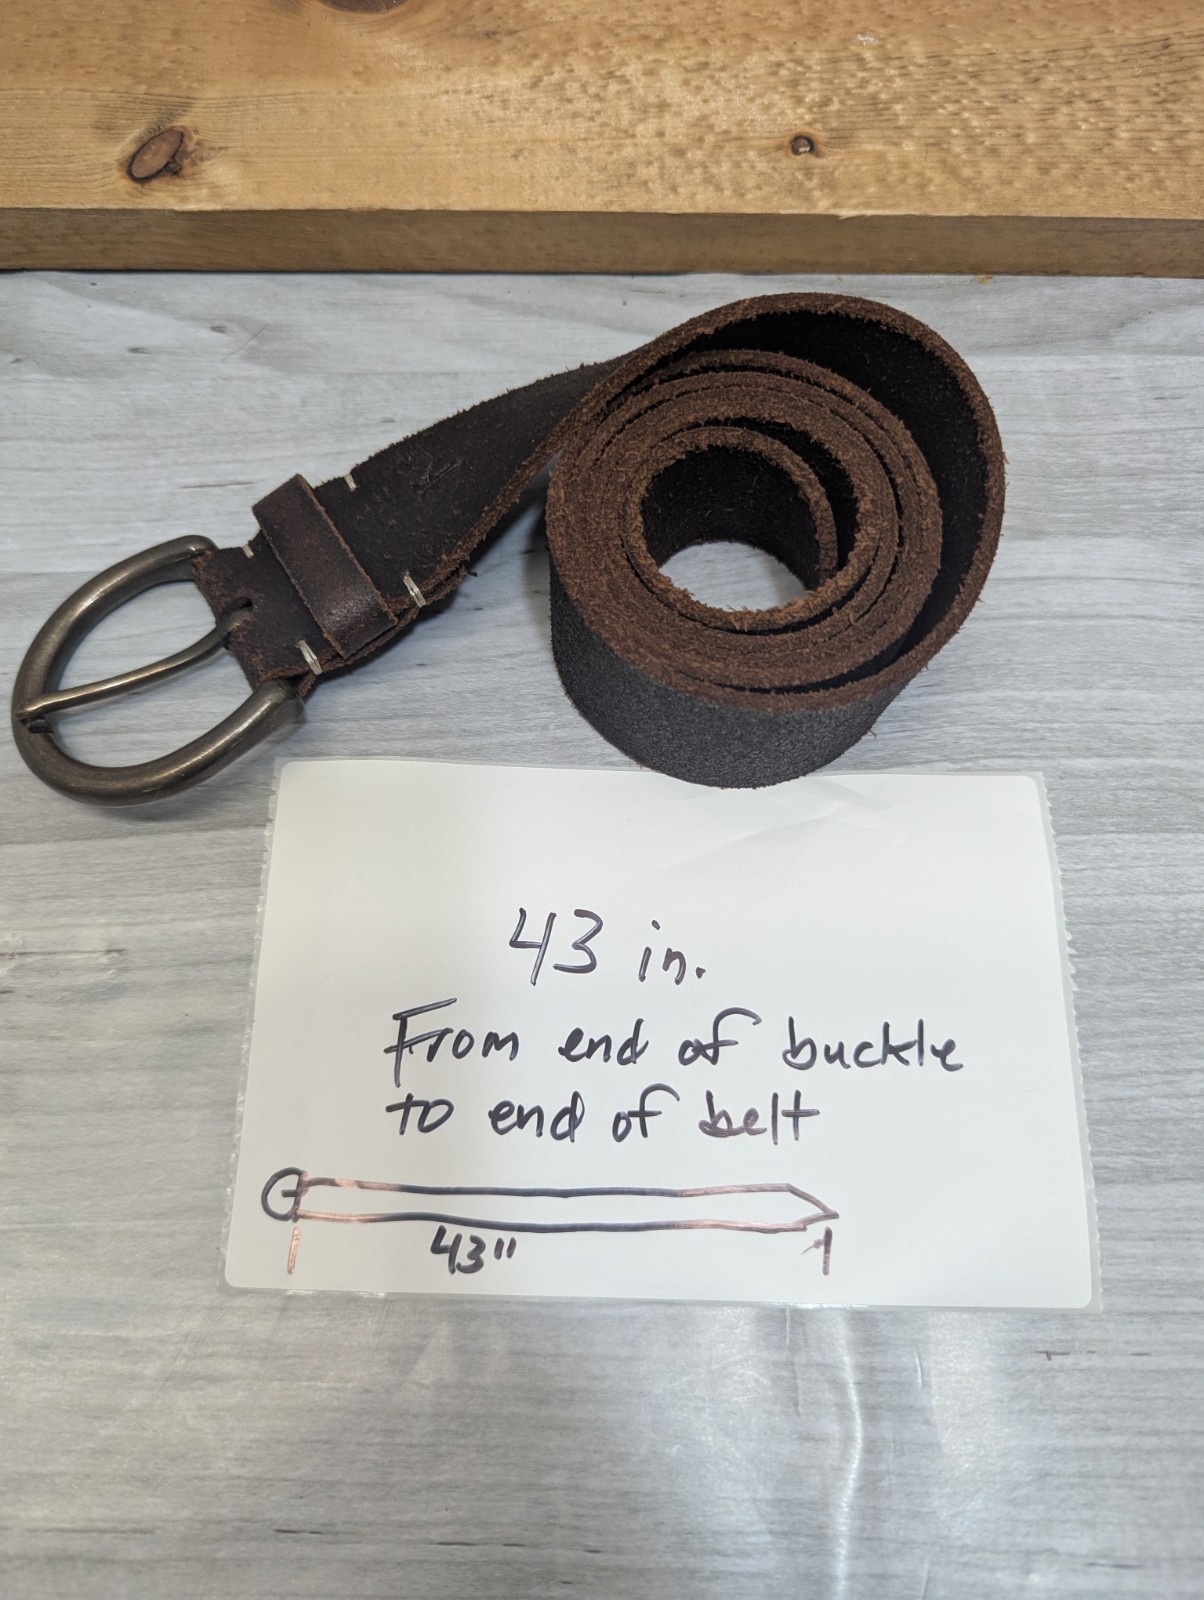 43 in.
From end of buckle
to end of belt
43"